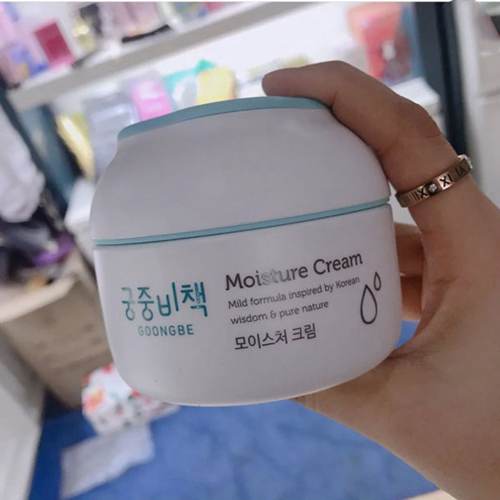 궁중비책
GOONGBE
Moisture Cream
Mild formula inspired by Korean
wisdom & pure nature
모이스처 크림